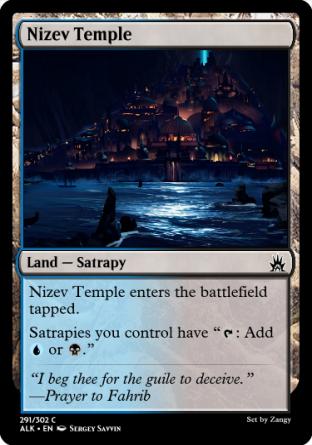 Nizev Temple
Land — Satrapy
Nizev Temple enters the battlefield
tapped.
Satrapies you control have “: Add
 or .”
“I beg thee for the guile to deceive.”
—Prayer to Fahrib
291/302 C
ALK • EN Sergey Savvin
Set by Zangy